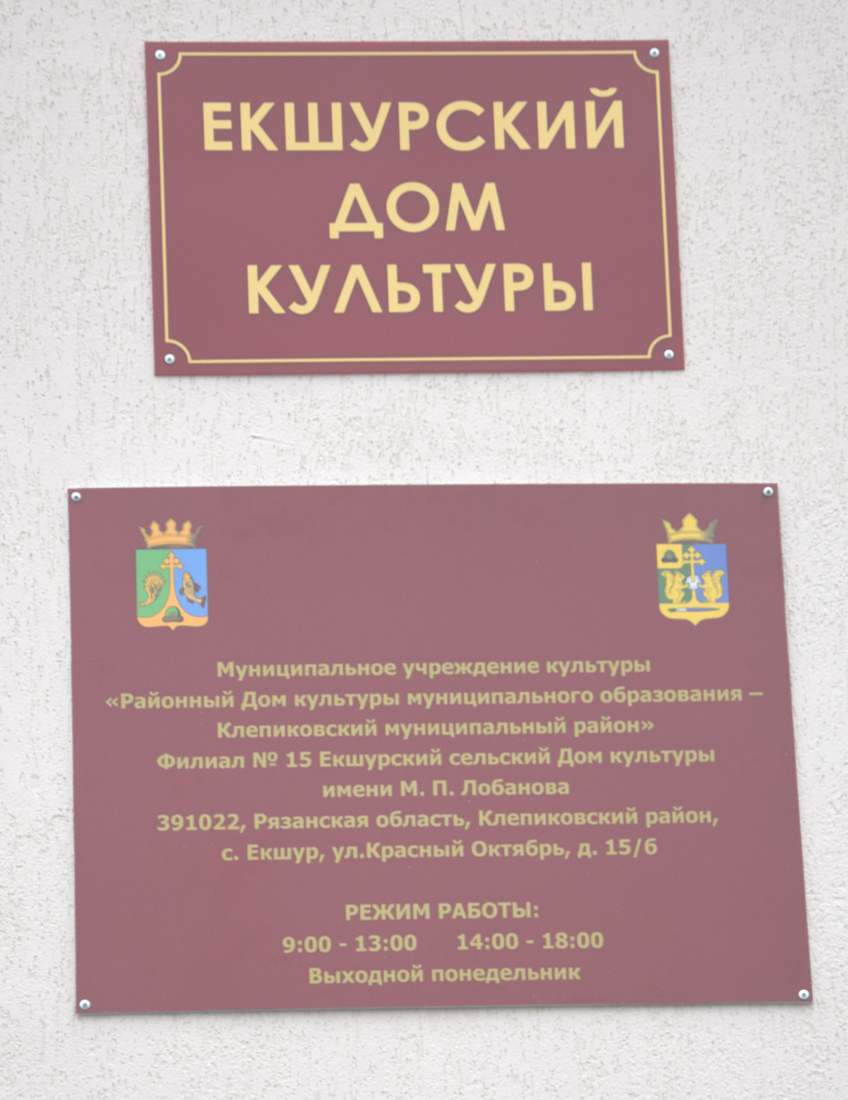 ЕКШУРСКИЙ
ДОМ
КУЛЬТУРЫ
Муниципальное учреждение культуры
«Районный Дом культуры муниципального образования –
Клепиковский муниципальный район»
Филиал № 15 Екшурский сельский Дом культуры
имени М. П. Лобанова
391022, Рязанская область, Клепиковский район,
с. Екшур, ул.Красный Октябрь, д. 15/б
РЕЖИМ РАБОТЫ:
9:00 - 13:00 14:00 - 18:00
Выходной понедельник